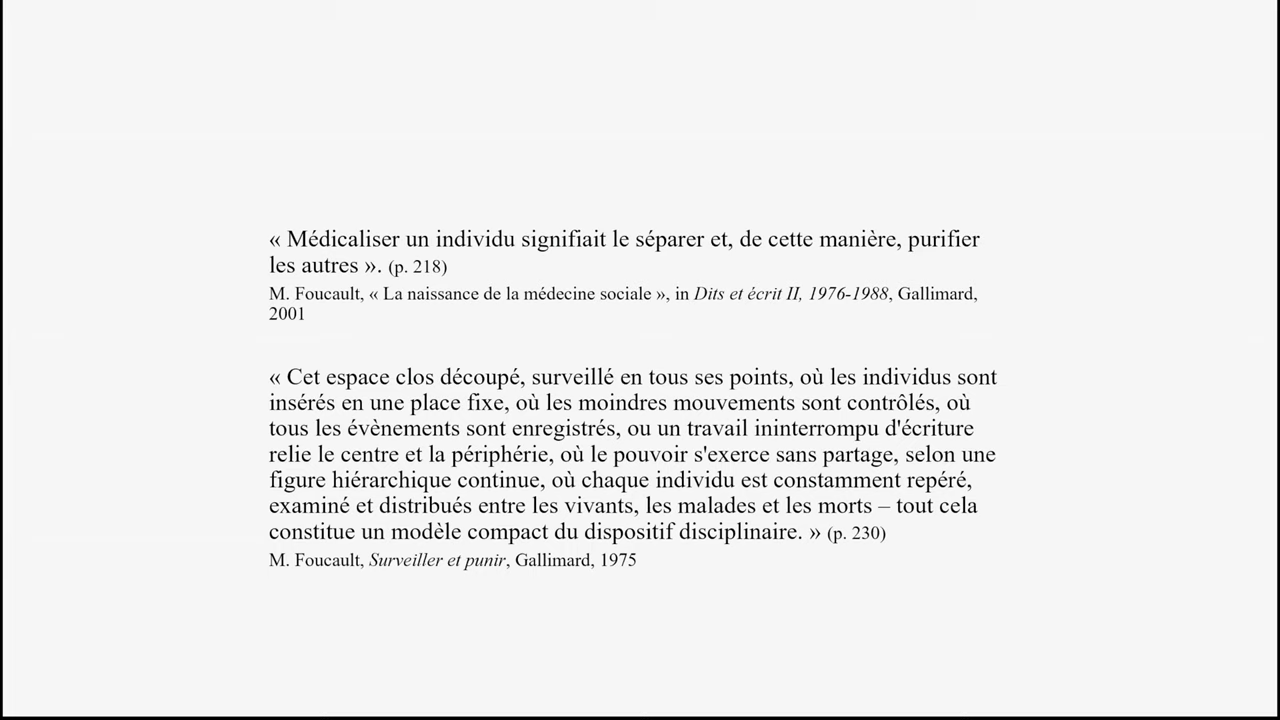 « Médicaliser un individu signifiait le séparer et, de cette manière, purifier
les autres ». (p. 218)
M. Foucault, « La naissance de la médecine sociale », in Dits et écrit II, 1976-1988, Gallimard,
2001
« Cet espace clos découpé, surveillé en tous ses points, où les individus sont
insérés en une place fixe, où les moindres mouvements sont contrôlés, où
tous les évènements sont enregistrés, ou un travail ininterrompu d'écriture
relie le centre et la périphérie, où le pouvoir s'exerce sans partage, selon une
figure hiérarchique continue, où chaque individu est constamment repéré,
examiné et distribués entre les vivants, les malades et les morts – tout cela
constitue un modèle compact du dispositif disciplinaire. » (p. 230)
M. Foucault, Surveiller et punir, Gallimard, 1975